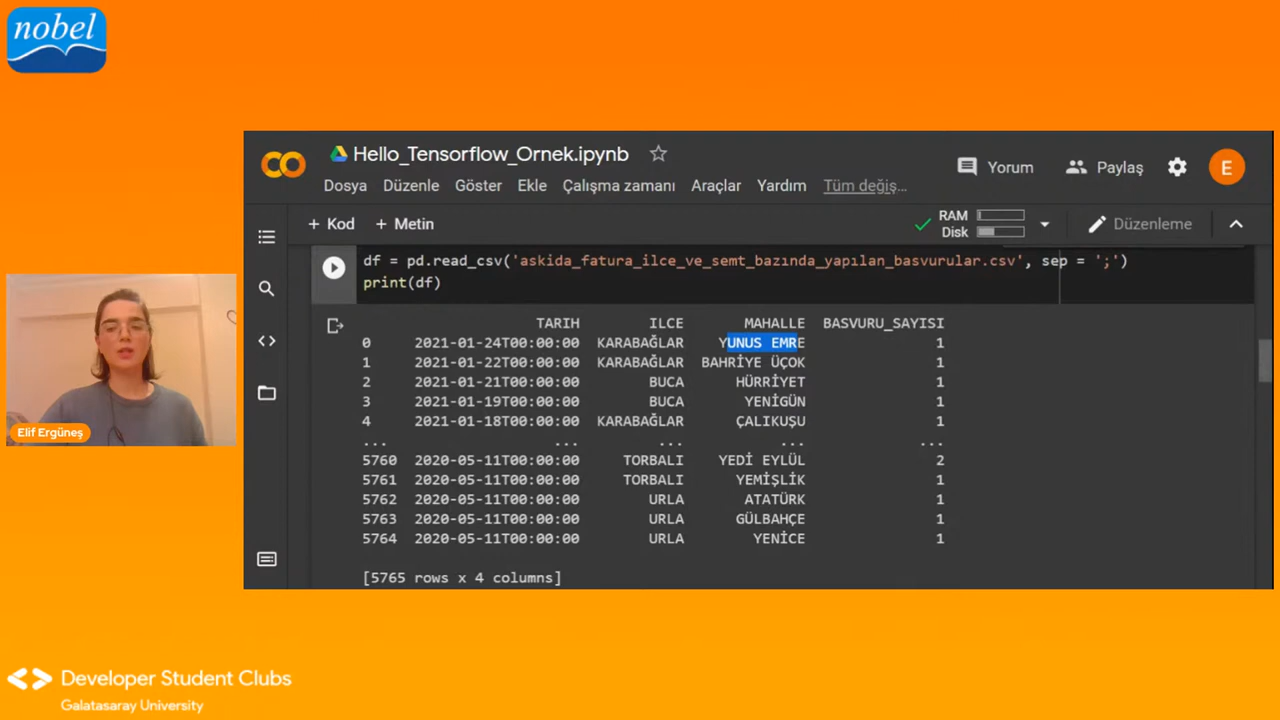 nobel
Hello_Tensorflow_Ornek.ipynb
Yorum
Paylaş
E
Dosya Düzenle Göster Ekle Çalışma zamanı Araçlar Yardım Tüm değiş...
+ Kod + Metin
RAM
Disk
Düzenleme
df = pd.read_csv('askida_fatura_ilce_ve_semt_bazında_yapılan_basvurular.csv', sep = ';')
print(df)
TARIH ILCE MAHALLE BASVURU_SAYISI
0 2021-01-24T00:00:00 KARABAĞLAR YUNUS EMRE 1
1 2021-01-22T00:00:00 KARABAĞLAR BAHRİYE ÜÇOK 1
2 2021-01-21T00:00:00 BUCA HÜRRİYET 1
3 2021-01-19T00:00:00 BUCA YENİGÜN 1
4 2021-01-18T00:00:00 KARABAĞLAR ÇALIKUŞU 1
... ... ... ... ...
5760 2020-05-11T00:00:00 TORBALI YEDİ EYLÜL 2
5761 2020-05-11T00:00:00 TORBALI YEMİŞLİK 1
5762 2020-05-11T00:00:00 URLA ATATÜRK 1
5763 2020-05-11T00:00:00 URLA GÜLBAHÇE 1
5764 2020-05-11T00:00:00 URLA YENİCE 1
[5765 rows x 4 columns]
Elif Ergüneş
Developer Student Clubs
Galatasaray University